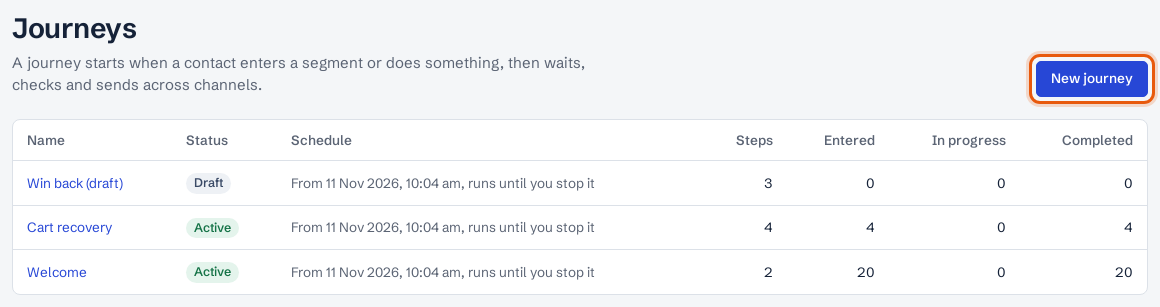 Journeys
A journey starts when a contact enters a segment or does something, then waits,
checks and sends across channels.
New journey
Name Status Schedule Steps Entered In progress Completed
Win back (draft) Draft From 11 Nov 2026, 10:04 am, runs until you stop it 3 0 0 0
Cart recovery Active From 11 Nov 2026, 10:04 am, runs until you stop it 4 4 0 4
Welcome Active From 11 Nov 2026, 10:04 am, runs until you stop it 2 20 0 20